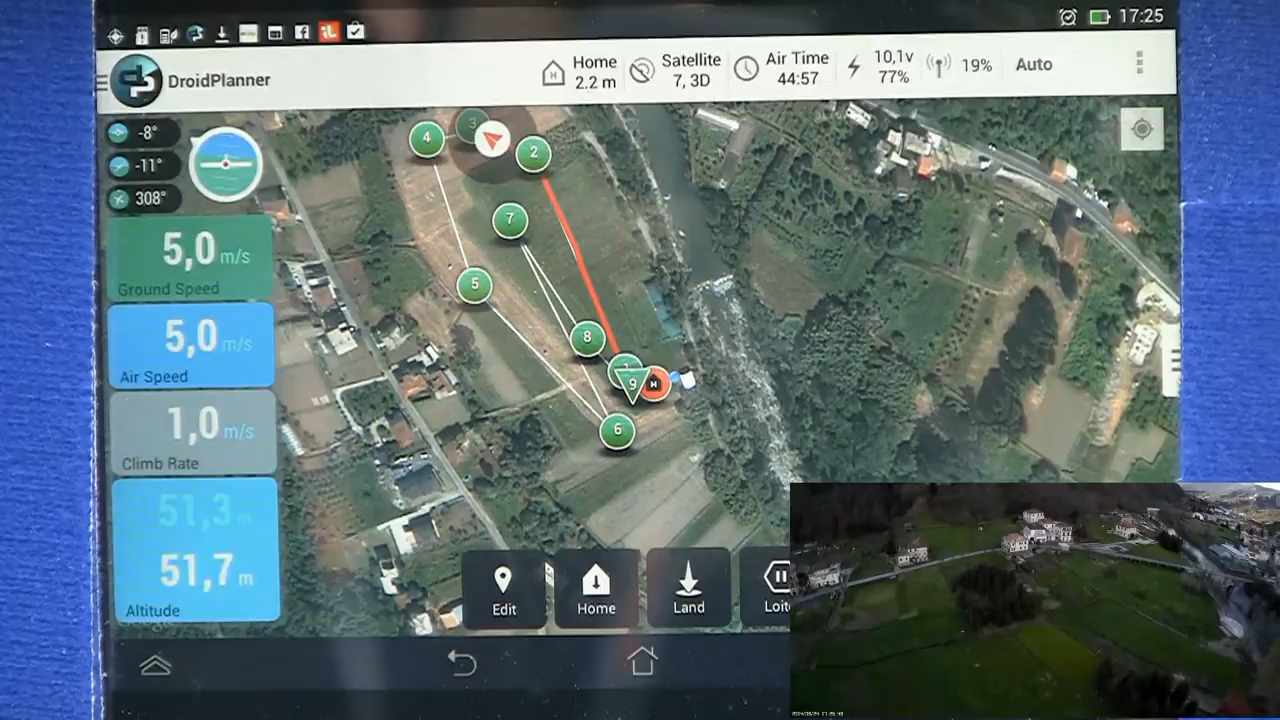 17:25
DroidPlanner
Home
2.2 m
Satellite
7, 3D
Air Time
44:57
10,1v
77%
19%
Auto
-8°
-11°
308°
5,0 m/s
Ground Speed
5,0 m/s
Air Speed
1,0 m/s
Climb Rate
51,3 m
51,7 m
Altitude
4
3
2
7
5
8
1
9
H
6
Edit
Home
Land
Loit